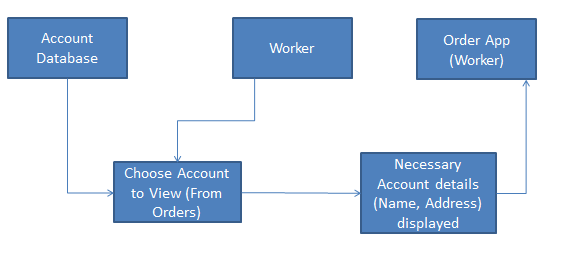 Account
Database
Worker
Order App
(Worker)
Choose Account
to View (From
Orders)
Necessary
Account details
(Name, Address)
displayed